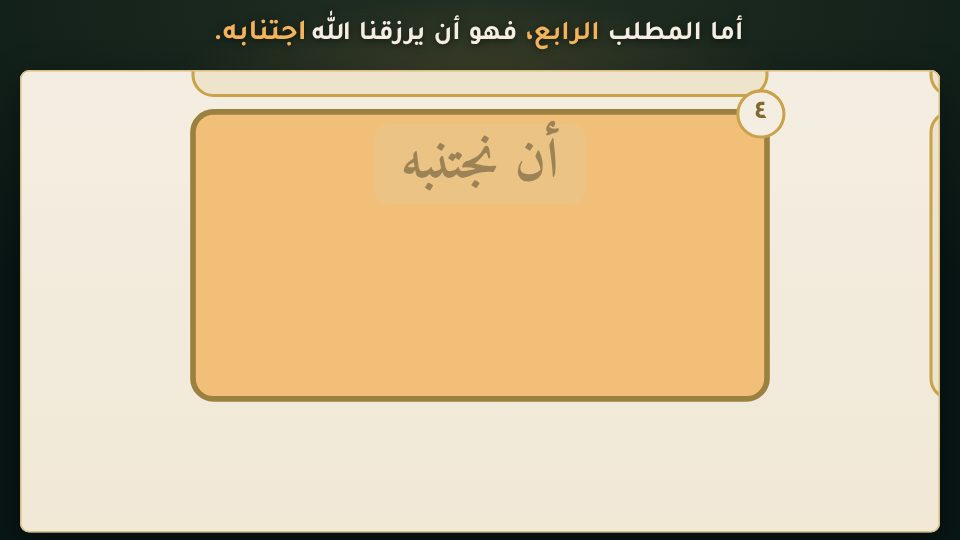 أما المطلب الرابع، فهو أن يرزقنا الله اجتنابه.
٤
أن نجتنبه